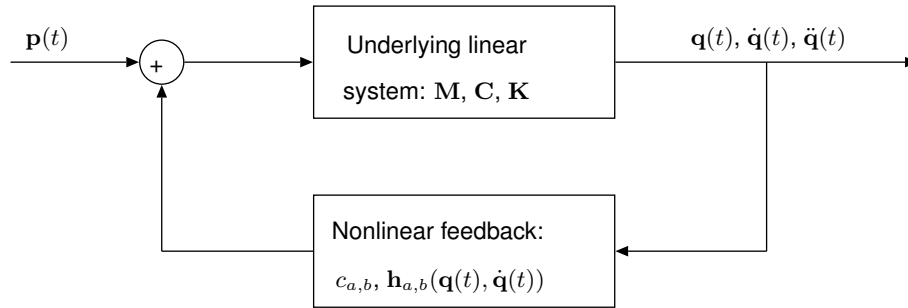 p(t)
+
Underlying linear
system: M, C, K
q(t), q̇(t), q̈(t)
Nonlinear feedback:
c_{a,b}, h_{a,b}(q(t), q̇(t))